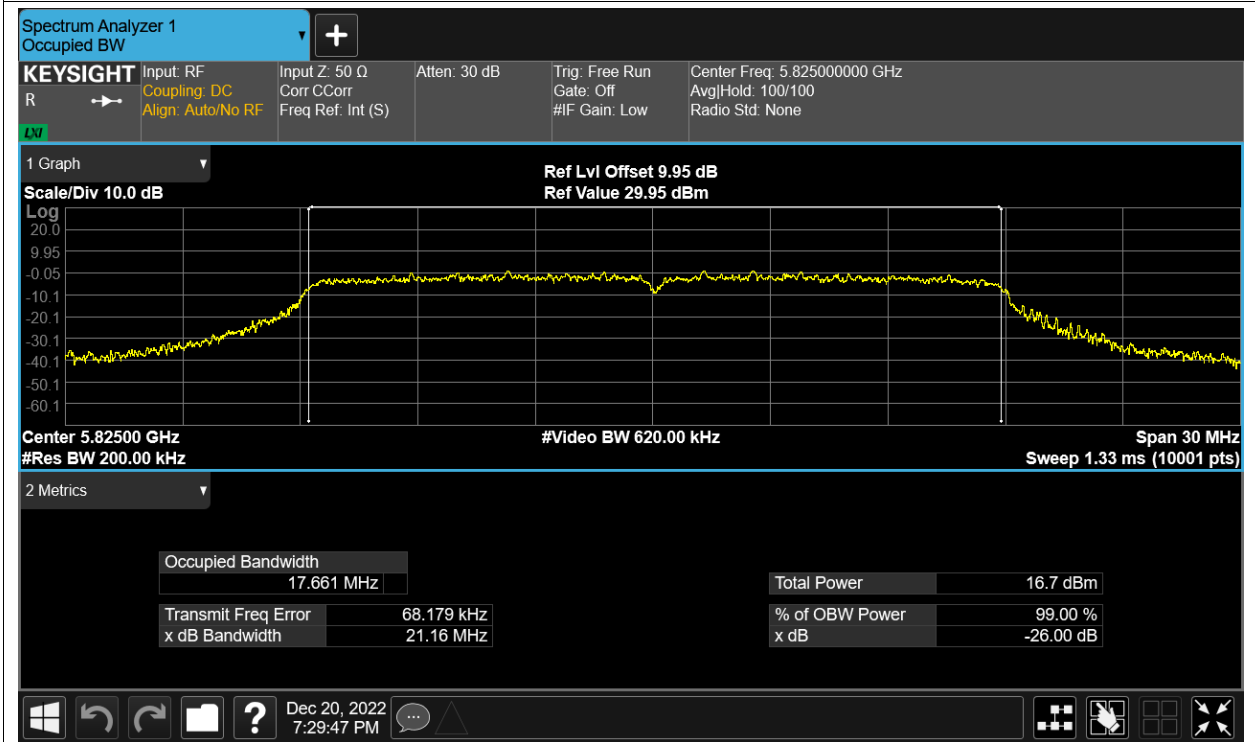 Spectrum Analyzer 1
Occupied BW
KEYSIGHT
R
LXI
Input: RF
Coupling: DC
Align: Auto/No RF
Input Z: 50 Ω
Corr CCorr
Freq Ref: Int (S)
Atten: 30 dB
Trig: Free Run
Gate: Off
#IF Gain: Low
Center Freq: 5.825000000 GHz
Avg|Hold: 100/100
Radio Std: None
1 Graph
Scale/Div 10.0 dB
Ref Lvl Offset 9.95 dB
Ref Value 29.95 dBm
Log
20.0
9.95
-0.05
-10.1
-20.1
-30.1
-40.1
-50.1
-60.1
Center 5.82500 GHz
#Video BW 620.00 kHz
Span 30 MHz
#Res BW 200.00 kHz
Sweep 1.33 ms (10001 pts)
2 Metrics
Occupied Bandwidth
17.661 MHz
Transmit Freq Error 68.179 kHz
x dB Bandwidth 21.16 MHz
Total Power 16.7 dBm
% of OBW Power 99.00 %
x dB -26.00 dB
?
Dec 20, 2022
7:29:47 PM